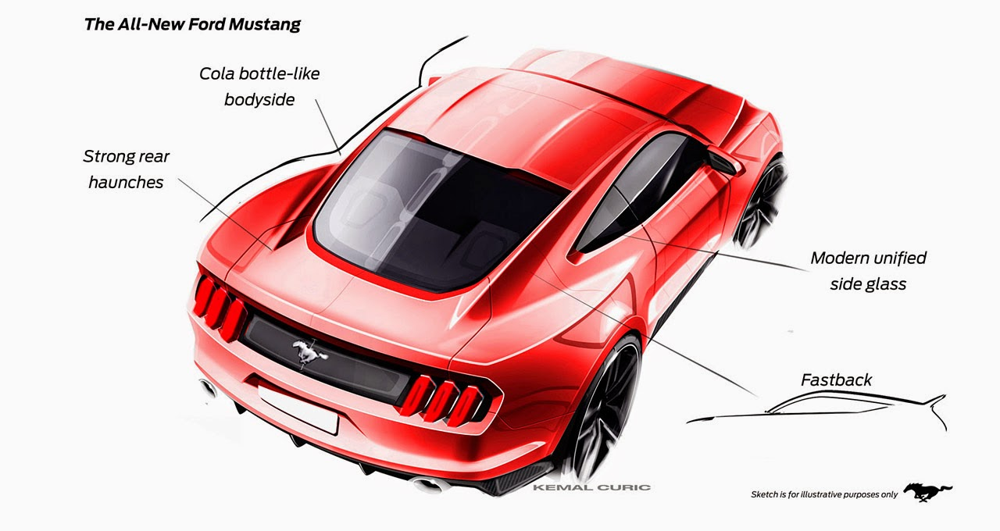 The All-New Ford Mustang
Cola bottle-like
bodyside
Strong rear
haunches
Modern unified
side glass
Fastback
KEMAL CURIC
Sketch is for illustrative purposes only